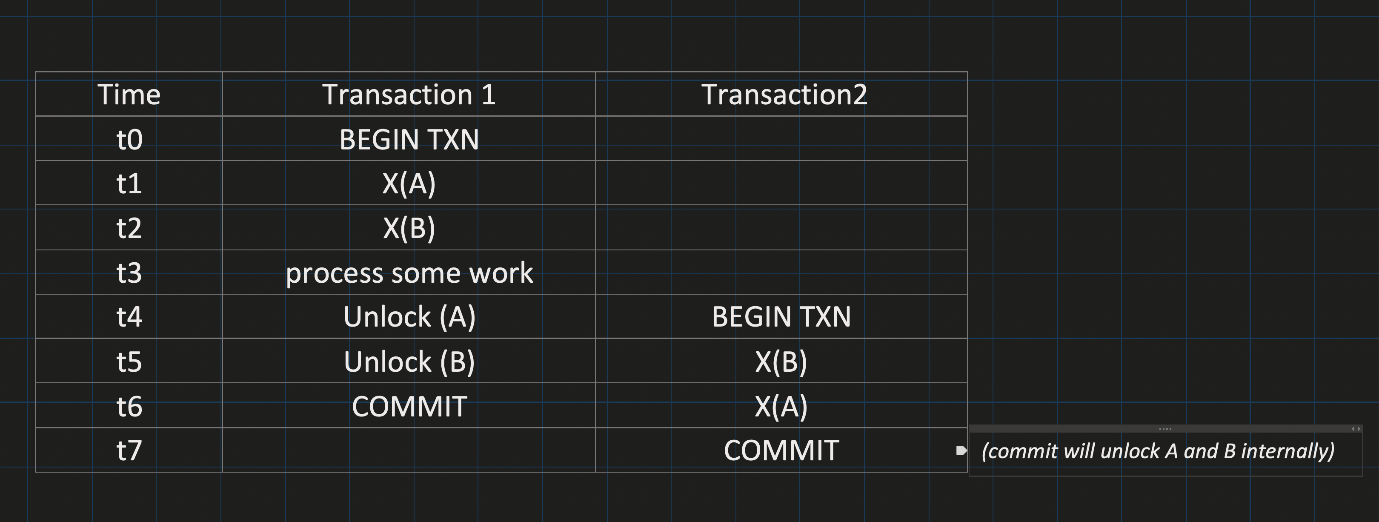 Time Transaction 1 Transaction2
t0 BEGIN TXN
t1 X(A)
t2 X(B)
t3 process some work
t4 Unlock (A) BEGIN TXN
t5 Unlock (B) X(B)
t6 COMMIT X(A)
t7 COMMIT (commit will unlock A and B internally)